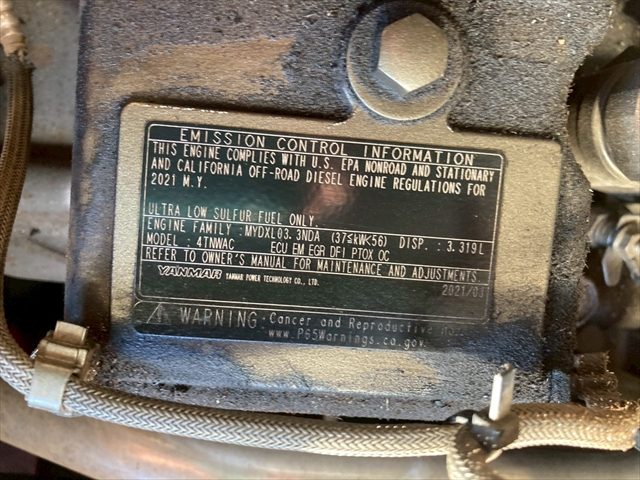 EMISSION CONTROL INFORMATION
THIS ENGINE COMPLIES WITH U.S. EPA NONROAD AND STATIONARY
AND CALIFORNIA OFF-ROAD DIESEL ENGINE REGULATIONS FOR
2021 M.Y.
ULTRA LOW SULFUR FUEL ONLY.
ENGINE FAMILY : MYDXL03.3NDA (37≤kW<56) DISP. : 3.319L
MODEL : 4TNWAC ECU EM EGR DFI PTOX OC
REFER TO OWNER'S MANUAL FOR MAINTENANCE AND ADJUSTMENTS
YANMAR YANMAR POWER TECHNOLOGY CO., LTD.
2021/03
WARNING: Cancer and Reproductive
www.P65Warnings.ca.gov